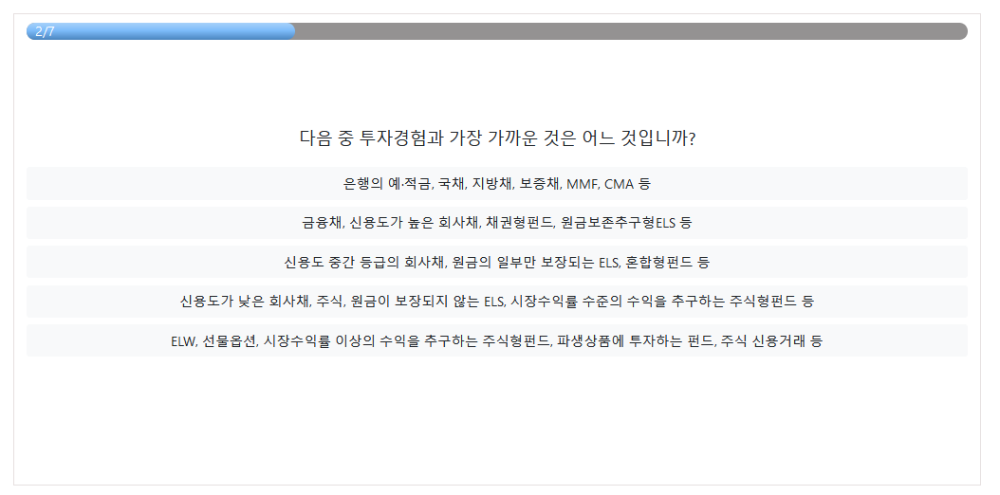 2/7
다음 중 투자경험과 가장 가까운 것은 어느 것입니까?
은행의 예·적금, 국채, 지방채, 보증채, MMF, CMA 등
금융채, 신용도가 높은 회사채, 채권형펀드, 원금보존추구형ELS 등
신용도 중간 등급의 회사채, 원금의 일부만 보장되는 ELS, 혼합형펀드 등
신용도가 낮은 회사채, 주식, 원금이 보장되지 않는 ELS, 시장수익률 수준의 수익을 추구하는 주식형펀드 등
ELW, 선물옵션, 시장수익률 이상의 수익을 추구하는 주식형펀드, 파생상품에 투자하는 펀드, 주식 신용거래 등